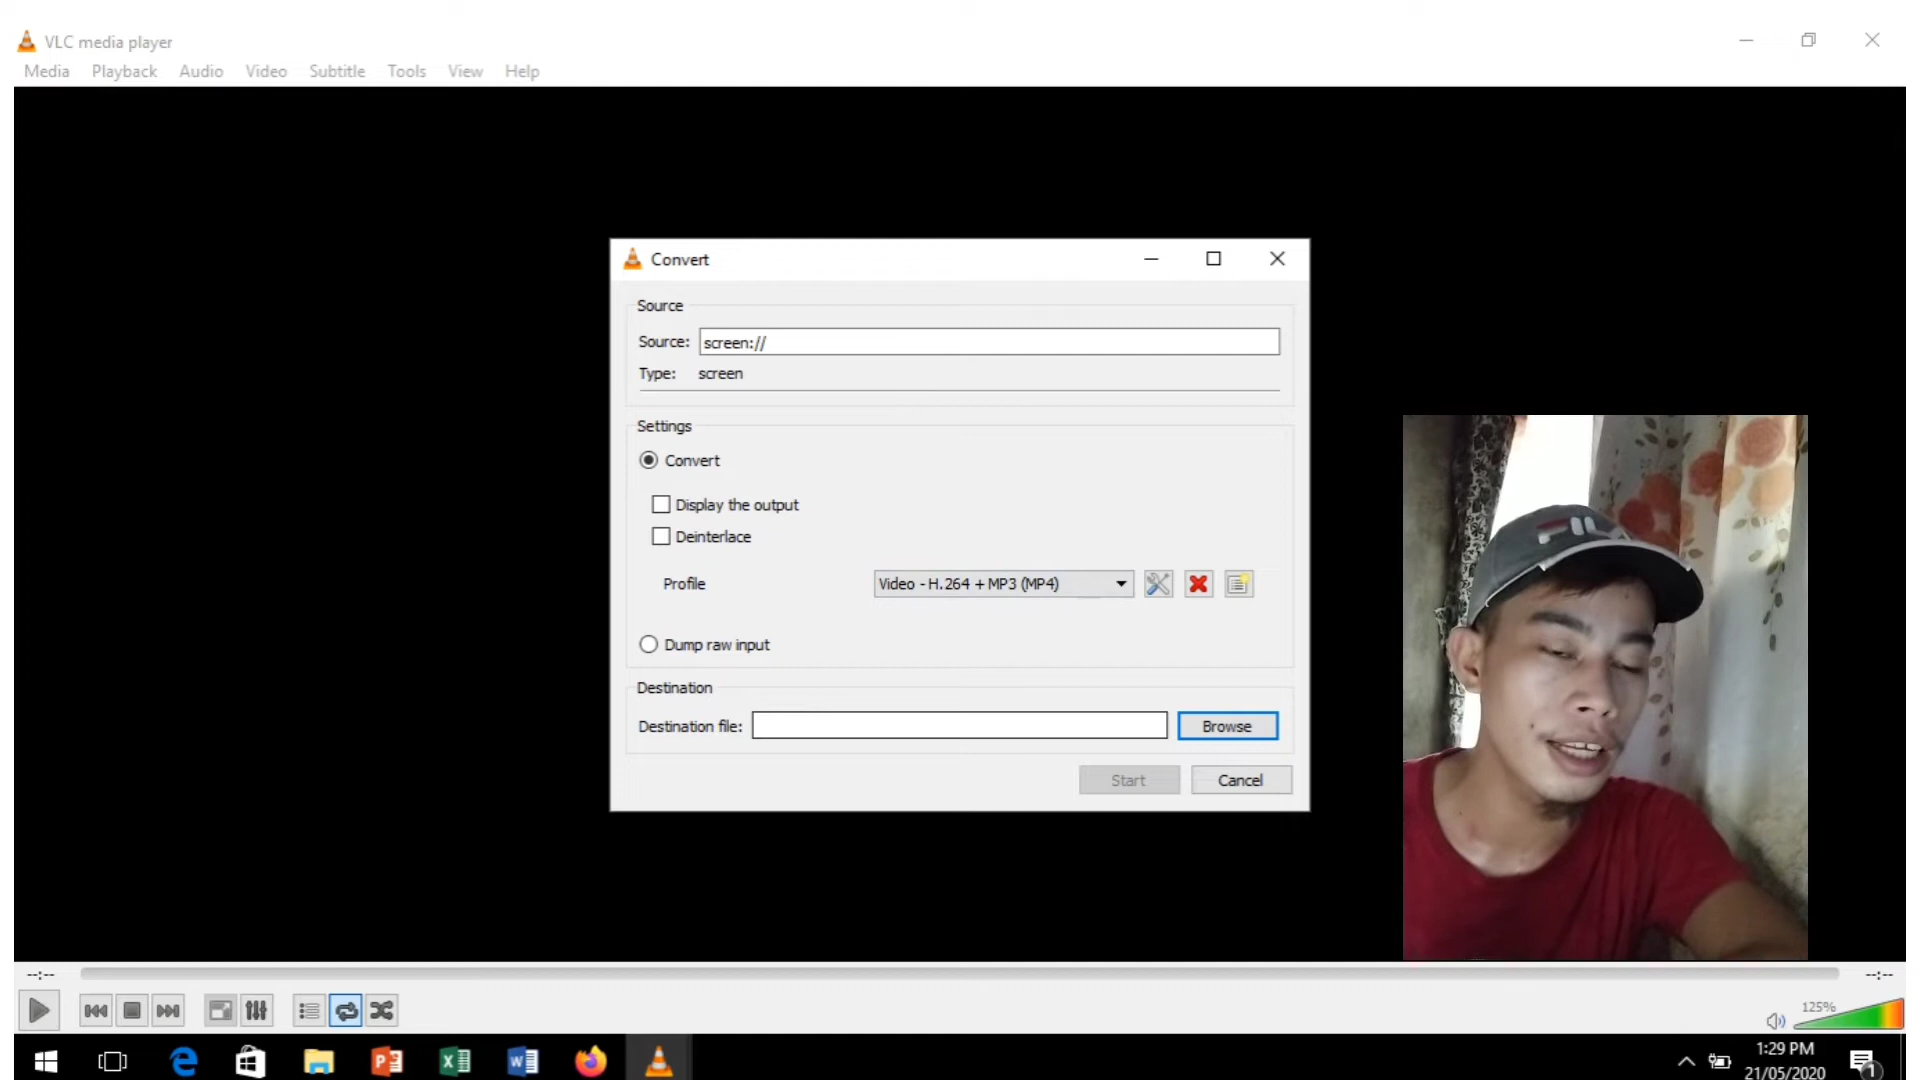 VLC media player
Media Playback Audio Video Subtitle Tools View Help
Convert
Source
Source: screen://
Type: screen
Settings
Convert
Display the output
Deinterlace
Profile Video - H.264 + MP3 (MP4)
Dump raw input
Destination
Destination file: Browse
Start Cancel
FILA
--:-- --:--
125%
1:29 PM
21/05/2020
1